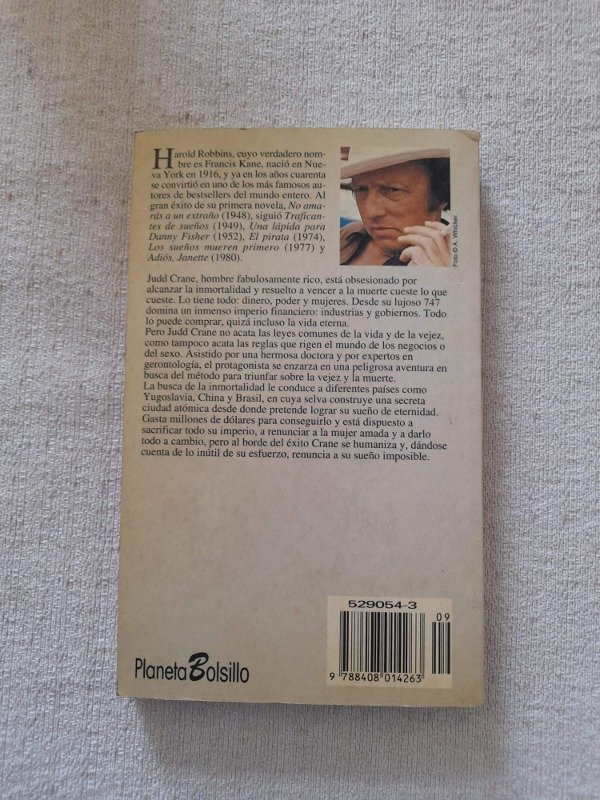 Harold Robbins, cuyo verdadero nom-
bre es Francis Kane, nació en Nue-
va York en 1916, y ya en los años cuarenta
se convirtió en uno de los más famosos au-
tores de bestsellers del mundo entero. Al
gran éxito de su primera novela, No ama-
rás a un extraño (1948), siguió Trafican-
tes de sueños (1949), Una lápida para
Danny Fisher (1952), El pirata (1974),
Los sueños mueren primero (1977) y
Adiós, Janette (1980).
Foto © A. Whicker.
Judd Crane, hombre fabulosamente rico, está obsesionado por
alcanzar la inmortalidad y resuelto a vencer a la muerte cueste lo que
cueste. Lo tiene todo: dinero, poder y mujeres. Desde su lujoso 747
domina un inmenso imperio financiero: industrias y gobiernos. Todo
lo puede comprar, quizá incluso la vida eterna.
Pero Judd Crane no acata las leyes comunes de la vida y de la vejez,
como tampoco acata las reglas que rigen el mundo de los negocios o
del sexo. Asistido por una hermosa doctora y por expertos en
gerontología, el protagonista se enzarza en una peligrosa aventura en
busca del método para triunfar sobre la vejez y la muerte.
La busca de la inmortalidad le conduce a diferentes países como
Yugoslavia, China y Brasil, en cuya selva construye una secreta
ciudad atómica desde donde pretende lograr su sueño de eternidad.
Gasta millones de dólares para conseguirlo y está dispuesto a
sacrificar todo su imperio, a renunciar a la mujer amada y a darlo
todo a cambio, pero al borde del éxito Crane se humaniza y, dándose
cuenta de lo inútil de su esfuerzo, renuncia a su sueño imposible.
529054-3
09
9 788408 014263
Planeta Bolsillo